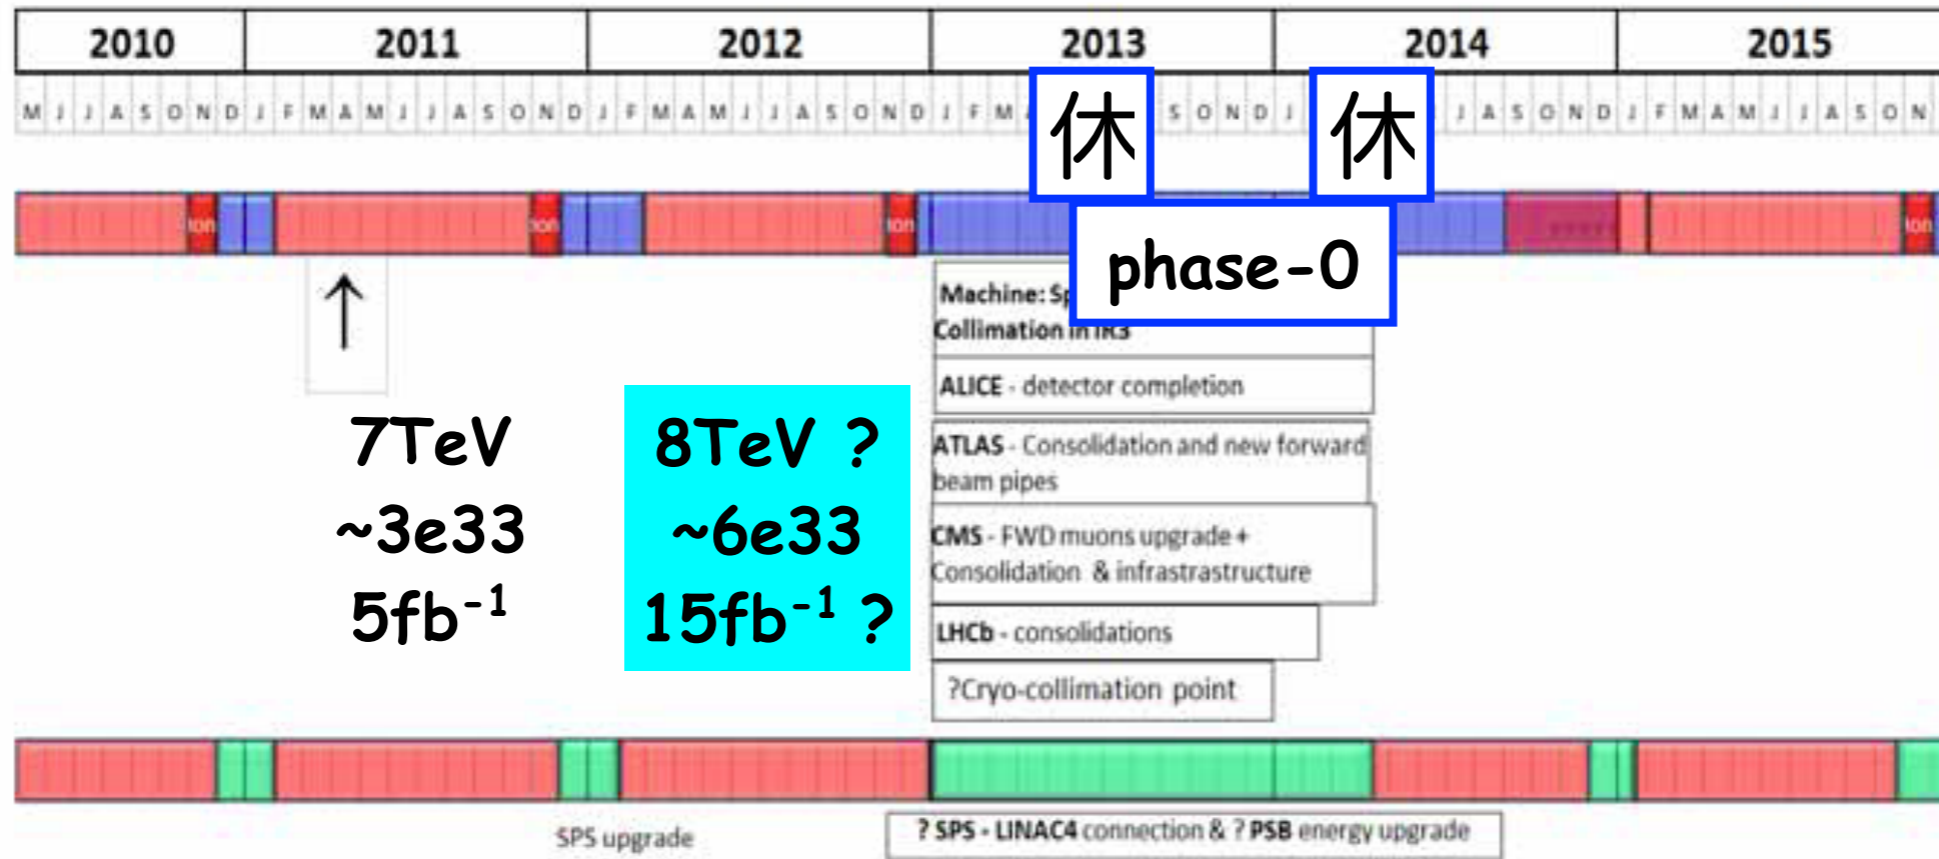 2010 2011 2012 2013 2014 2015
M J J A S O N D J F M A M J J A S O N D J F M A M J J A S O N D J F M S O N D J J A S O N D J F M A M J J A S O N
休 休
ion ion ion ion
phase-0
Machine:
Collimation in IR3
ALICE - detector completion
7TeV
~3e33
5fb⁻¹
8TeV ?
~6e33
15fb⁻¹ ?
ATLAS - Consolidation and new forward
beam pipes
CMS - FWD muons upgrade +
Consolidation & infrastrastructure
LHCb - consolidations
?Cryo-collimation point
SPS upgrade
? SPS - LINAC4 connection & ? PSB energy upgrade